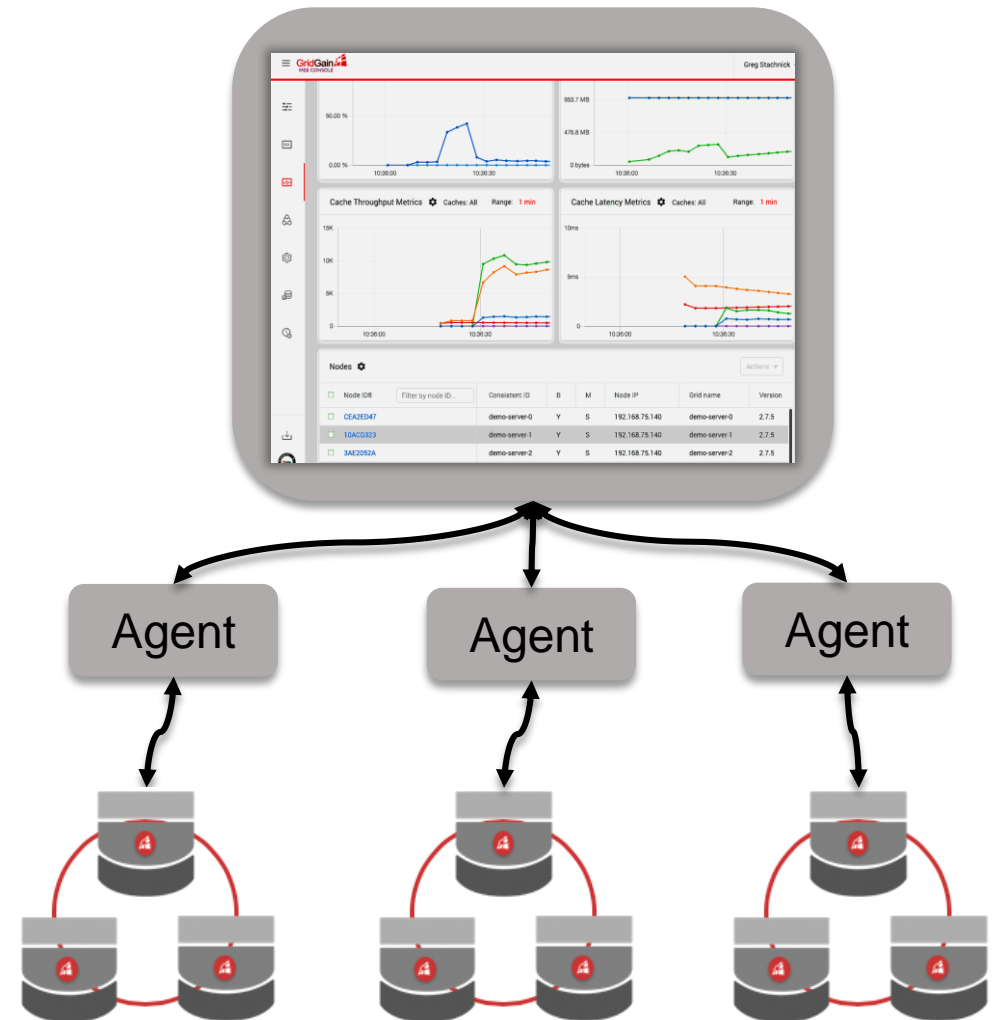 GridGain
WEB CONSOLE
Greg Stachnick
50.00 %
0.00 %
10:36:00
10:36:30
953.7 MB
476.8 MB
0 bytes
10:36:00
10:36:30
Cache Throughput Metrics Caches: All Range: 1 min
15K
10K
5K
0
10:36:00
10:36:30
Cache Latency Metrics Caches: All Range: 1 min
10ms
5ms
0
10:36:00
10:36:30
Nodes
Actions
Node ID8 Filter by node ID... Consistent ID B M Node IP Grid name Version
CEA2ED47 demo-server-0 Y S 192.168.75.140 demo-server-0 2.7.5
10AC0323 demo-server-1 Y S 192.168.75.140 demo-server-1 2.7.5
3AE2052A demo-server-2 Y S 192.168.75.140 demo-server-2 2.7.5
Agent
Agent
Agent